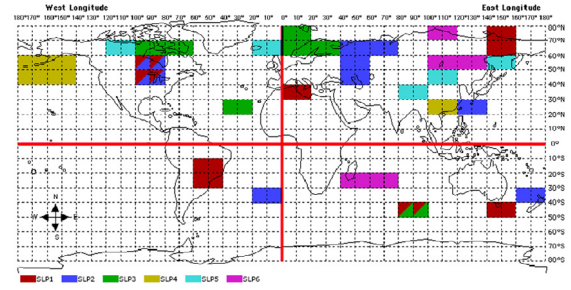 West Longitude East Longitude
180°170°160°150°140°130°120°110°100° 90° 80° 70° 60° 50° 40° 30° 20° 10° 0° 10° 20° 30° 40° 50° 60° 70° 80° 90° 100°110°120°130°140°150°160°170°180°
80°N
70°N
60°N
50°N
40°N
30°N
20°N
10°N
0°
10°S
20°S
30°S
N
W E
40°S
S
50°S
60°S
70°S
80°S
SLP1 SLP2 SLP3 SLP4 SLP5 SLP6